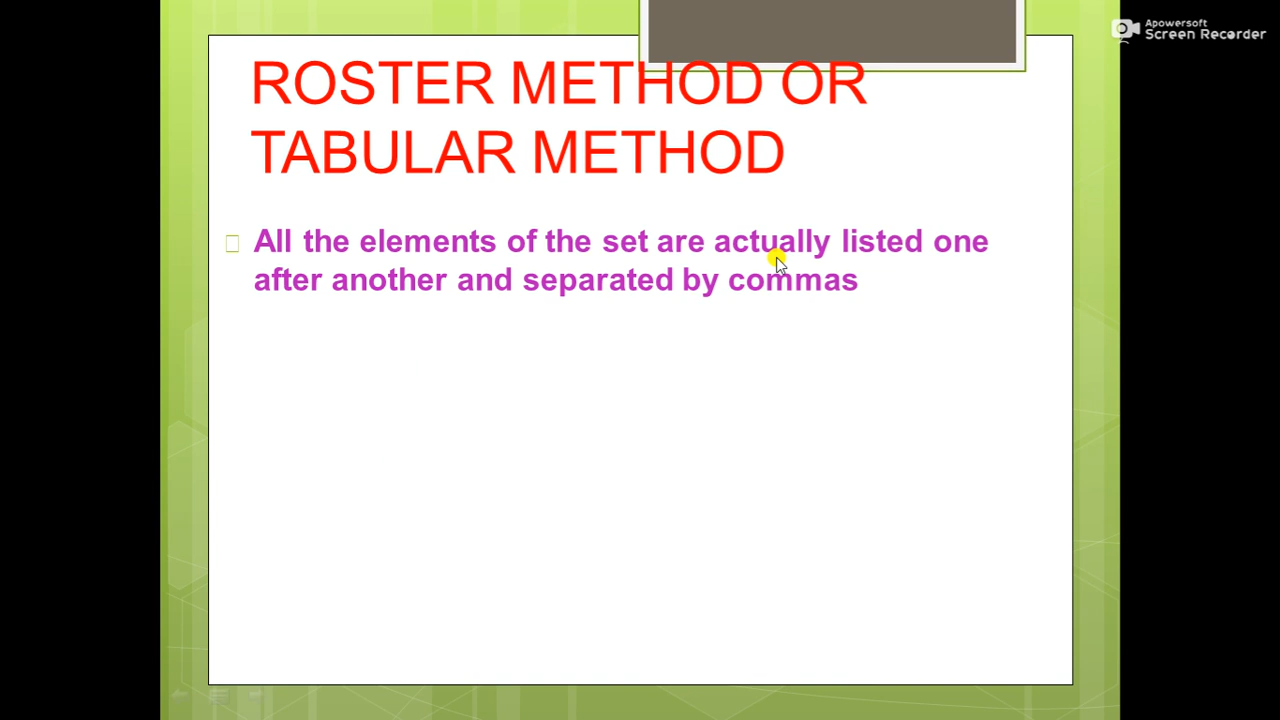 Apowersoft
Screen Recorder
ROSTER METHOD OR
TABULAR METHOD
All the elements of the set are actually listed one
after another and separated by commas